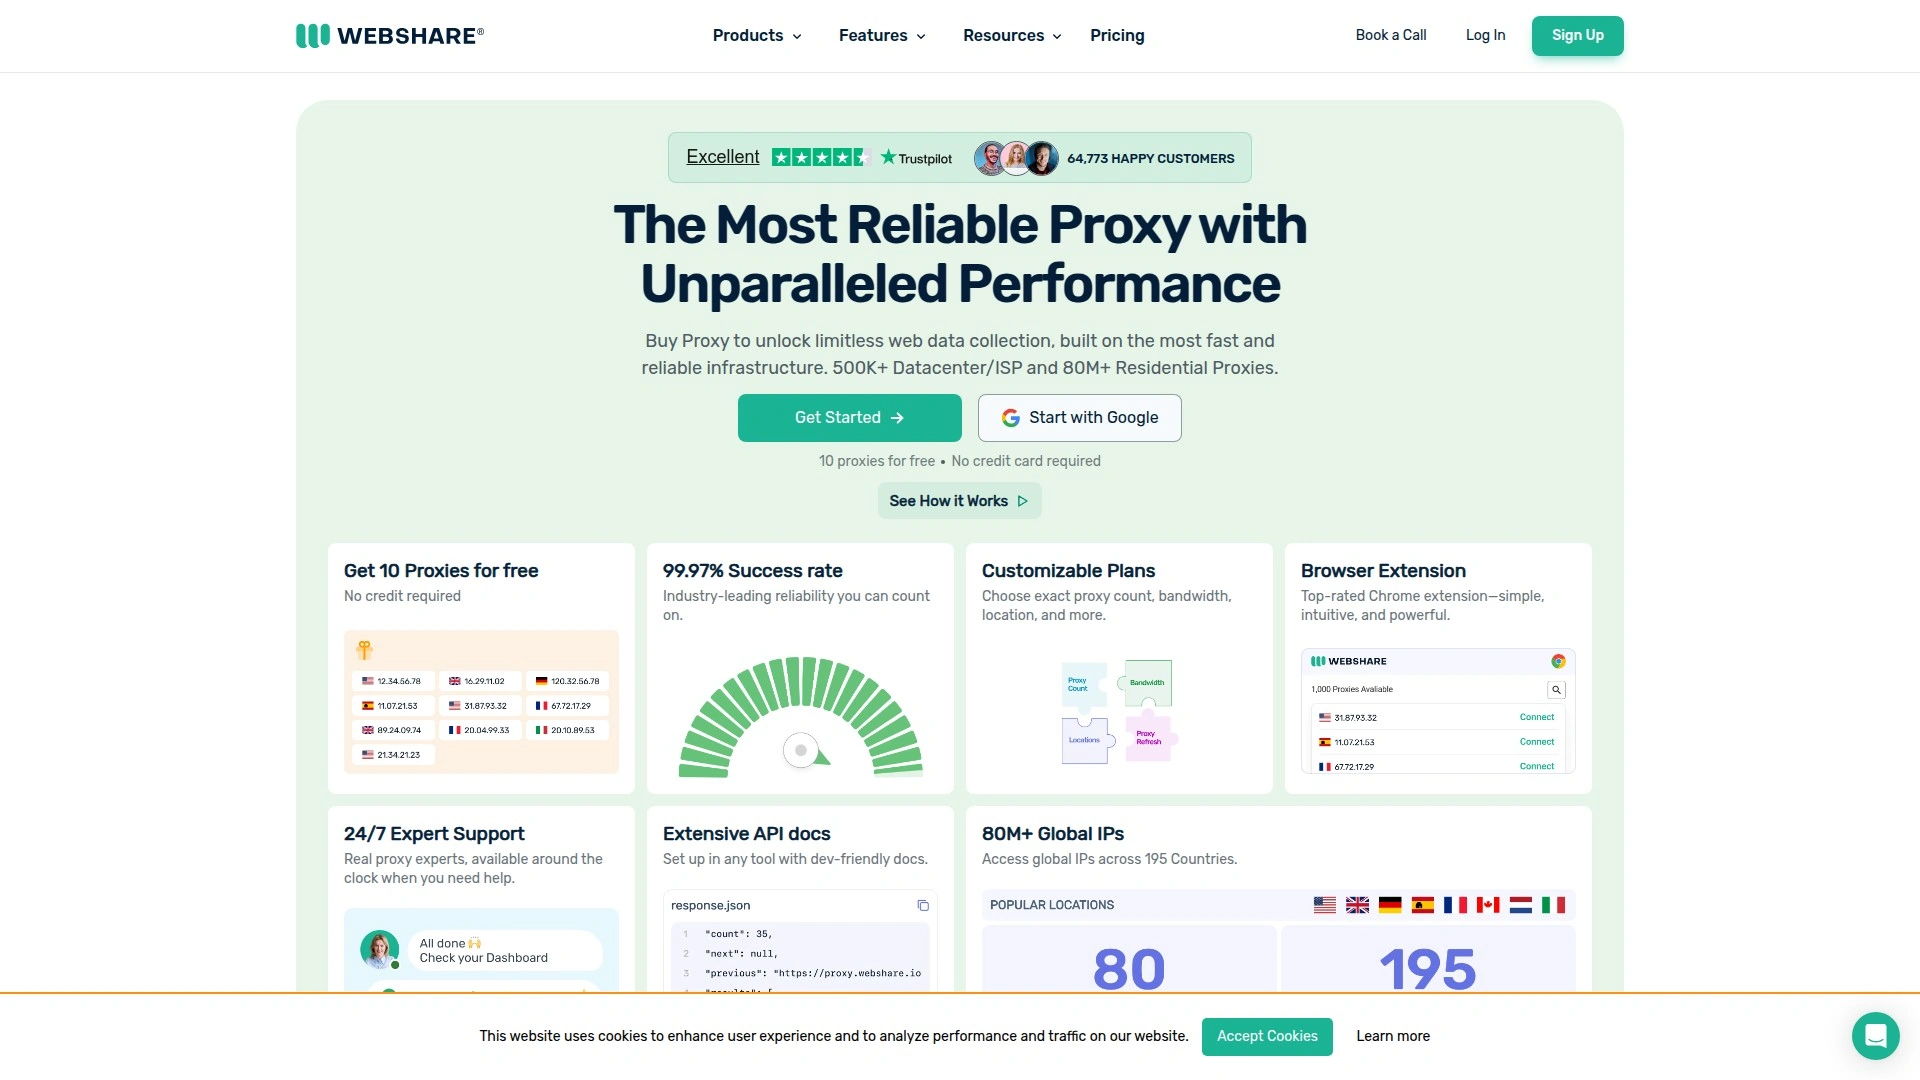 WEBSHARE®
Products
Features
Resources
Pricing
Book a Call
Log In
Sign Up
Excellent
Trustpilot
64,773 HAPPY CUSTOMERS
The Most Reliable Proxy with
Unparalleled Performance
Buy Proxy to unlock limitless web data collection, built on the most fast and
reliable infrastructure. 500K+ Datacenter/ISP and 80M+ Residential Proxies.
Get Started
Start with Google
10 proxies for free • No credit card required
See How it Works
Get 10 Proxies for free
No credit required
12.34.56.78
16.29.11.02
120.32.56.78
11.07.21.53
31.87.93.32
67.72.17.29
89.24.09.74
20.04.99.33
20.10.89.53
21.34.21.23
99.97% Success rate
Industry-leading reliability you can count
on.
Customizable Plans
Choose exact proxy count, bandwidth,
location, and more.
Proxy
Count
Bandwidth
Locations
Proxy
Refresh
Browser Extension
Top-rated Chrome extension—simple,
intuitive, and powerful.
WEBSHARE
1,000 Proxies Avaliable
31.87.93.32
Connect
11.07.21.53
Connect
67.72.17.29
Connect
24/7 Expert Support
Real proxy experts, available around the
clock when you need help.
All done 🙌
Check your Dashboard
Extensive API docs
Set up in any tool with dev-friendly docs.
response.json
1 "count": 35,
2 "next": null,
3 "previous": "https://proxy.webshare.io
80M+ Global IPs
Access global IPs across 195 Countries.
POPULAR LOCATIONS
80
195
This website uses cookies to enhance user experience and to analyze performance and traffic on our website.
Accept Cookies
Learn more